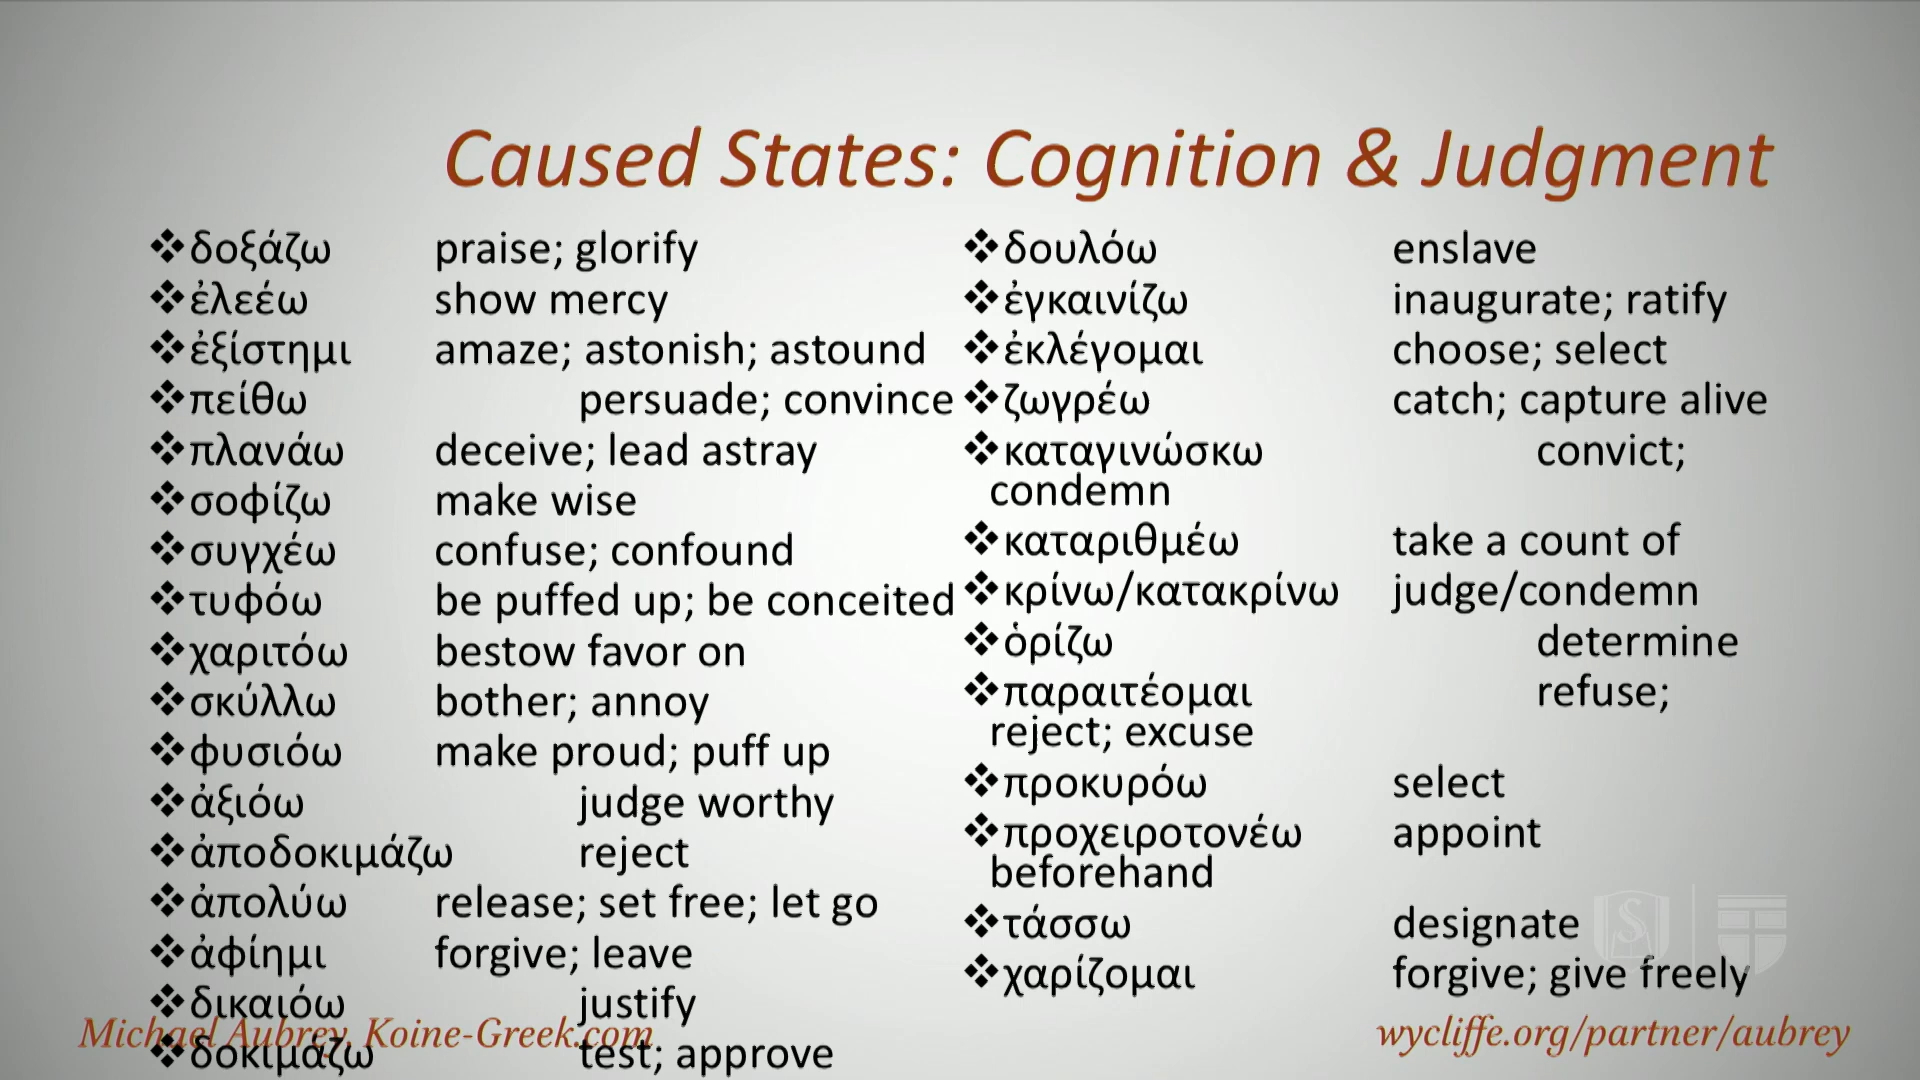 Caused States: Cognition & Judgment
❖δοξάζω praise; glorify
❖ἐλεέω show mercy
❖ἐξίστημι amaze; astonish; astound
❖πείθω persuade; convince
❖πλανάω deceive; lead astray
❖σοφίζω make wise
❖συγχέω confuse; confound
❖τυφόω be puffed up; be conceited
❖χαριτόω bestow favor on
❖σκύλλω bother; annoy
❖φυσιόω make proud; puff up
❖ἀξιόω judge worthy
❖ἀποδοκιμάζω reject
❖ἀπολύω release; set free; let go
❖ἀφίημι forgive; leave
❖δικαιόω justify
❖δοκιμάζω test; approve
❖δουλόω enslave
❖ἐγκαινίζω inaugurate; ratify
❖ἐκλέγομαι choose; select
❖ζωγρέω catch; capture alive
❖καταγινώσκω convict;
condemn
❖καταριθμέω take a count of
❖κρίνω/κατακρίνω judge/condemn
❖ὁρίζω determine
❖παραιτέομαι refuse;
reject; excuse
❖προκυρόω select
❖προχειροτονέω appoint
beforehand
❖τάσσω designate
❖χαρίζομαι forgive; give freely
Michael Aubrey, Koine-Greek.com
wycliffe.org/partner/aubrey